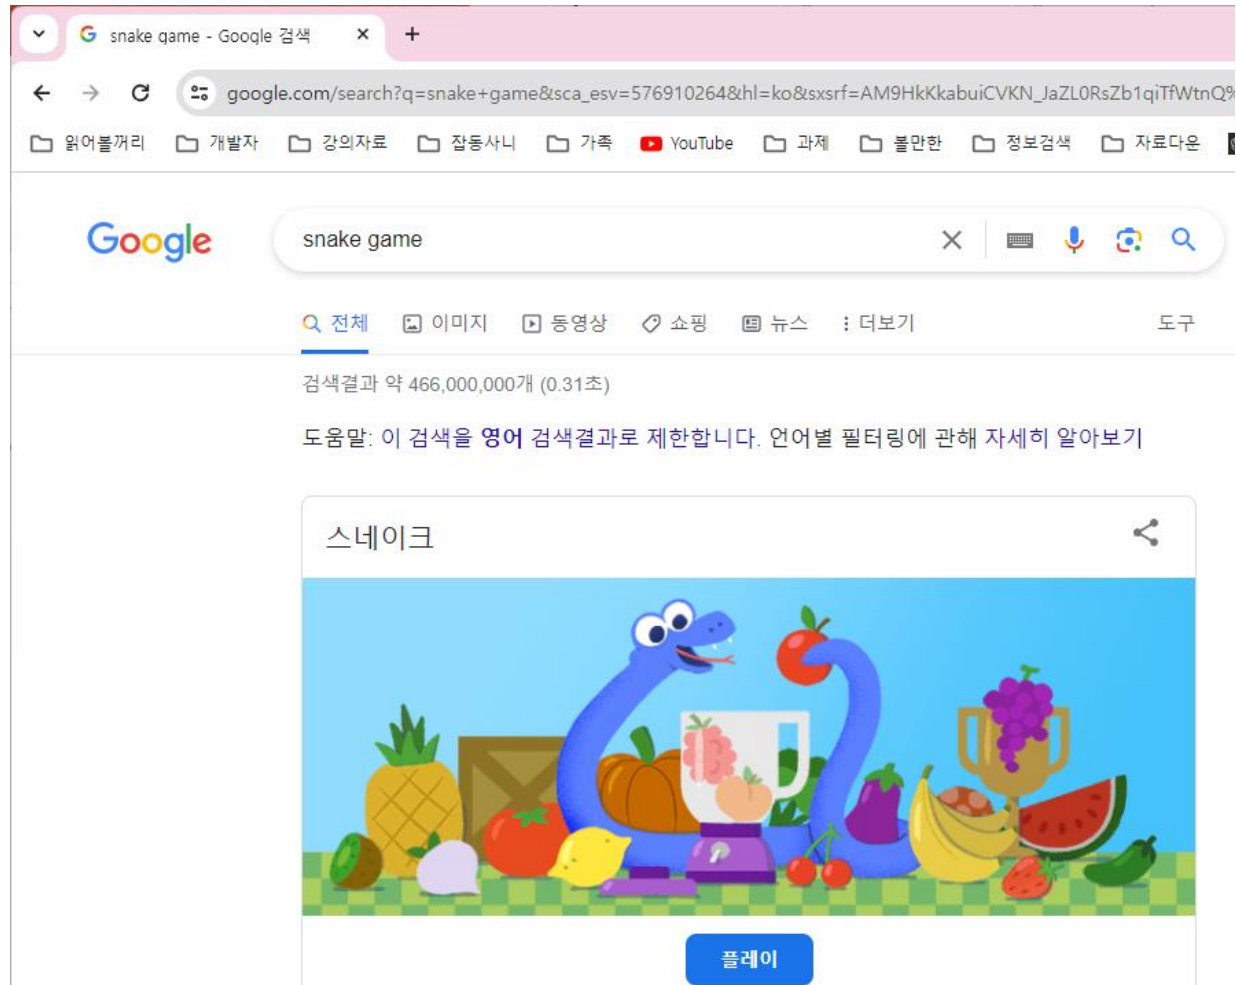 snake game - Google 검색
google.com/search?q=snake+game&sca_esv=576910264&hl=ko&sxsrf=AM9HkKkabuiCVKN_JaZL0RsZb1qiTfWtnQ%
읽어볼꺼리 개발자 강의자료 잡동사니 가족 YouTube 과제 볼만한 정보검색 자료다운
Google snake game
전체 이미지 동영상 쇼핑 뉴스 더보기 도구
검색결과 약 466,000,000개 (0.31초)
도움말: 이 검색을 영어 검색결과로 제한합니다. 언어별 필터링에 관해 자세히 알아보기
스네이크
플레이